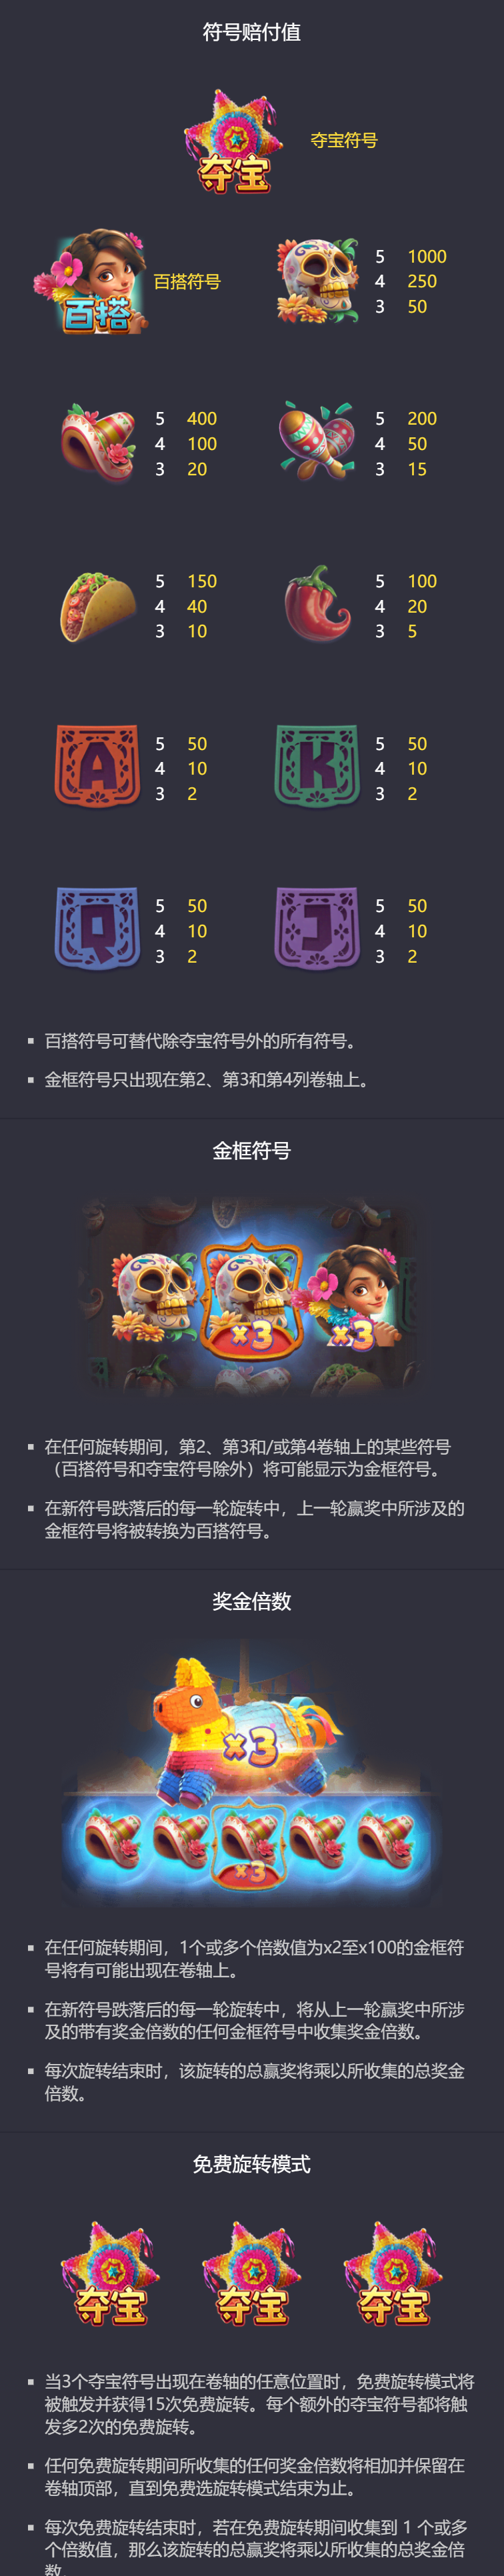 符号赔付值
夺宝
夺宝符号
百搭
百搭符号
5 1000
4 250
3 50
5 400
4 100
3 20
5 200
4 50
3 15
5 150
4 40
3 10
5 100
4 20
3 5
A
5 50
4 10
3 2
K
5 50
4 10
3 2
Q
5 50
4 10
3 2
J
5 50
4 10
3 2
百搭符号可替代除夺宝符号外的所有符号。
金框符号只出现在第2、第3和第4列卷轴上。
金框符号
x3 x3
在任何旋转期间，第2、第3和/或第4卷轴上的某些符号
（百搭符号和夺宝符号除外）将可能显示为金框符号。
在新符号跌落后的每一轮旋转中，上一轮赢奖中所涉及的
金框符号将被转换为百搭符号。
奖金倍数
x3
x3
在任何旋转期间，1个或多个倍数值为x2至x100的金框符
号将有可能出现在卷轴上。
在新符号跌落后的每一轮旋转中，将从上一轮赢奖中所涉
及的带有奖金倍数的任何金框符号中收集奖金倍数。
每次旋转结束时，该旋转的总赢奖将乘以所收集的总奖金
倍数。
免费旋转模式
夺宝 夺宝 夺宝
当3个夺宝符号出现在卷轴的任意位置时，免费旋转模式将
被触发并获得15次免费旋转。每个额外的夺宝符号都将触
发多2次的免费旋转。
任何免费旋转期间所收集的任何奖金倍数将相加并保留在
卷轴顶部，直到免费选旋转模式结束为止。
每次免费旋转结束时，若在免费旋转期间收集到 1 个或多
个倍数值，那么该旋转的总赢奖将乘以所收集的总奖金倍
数。